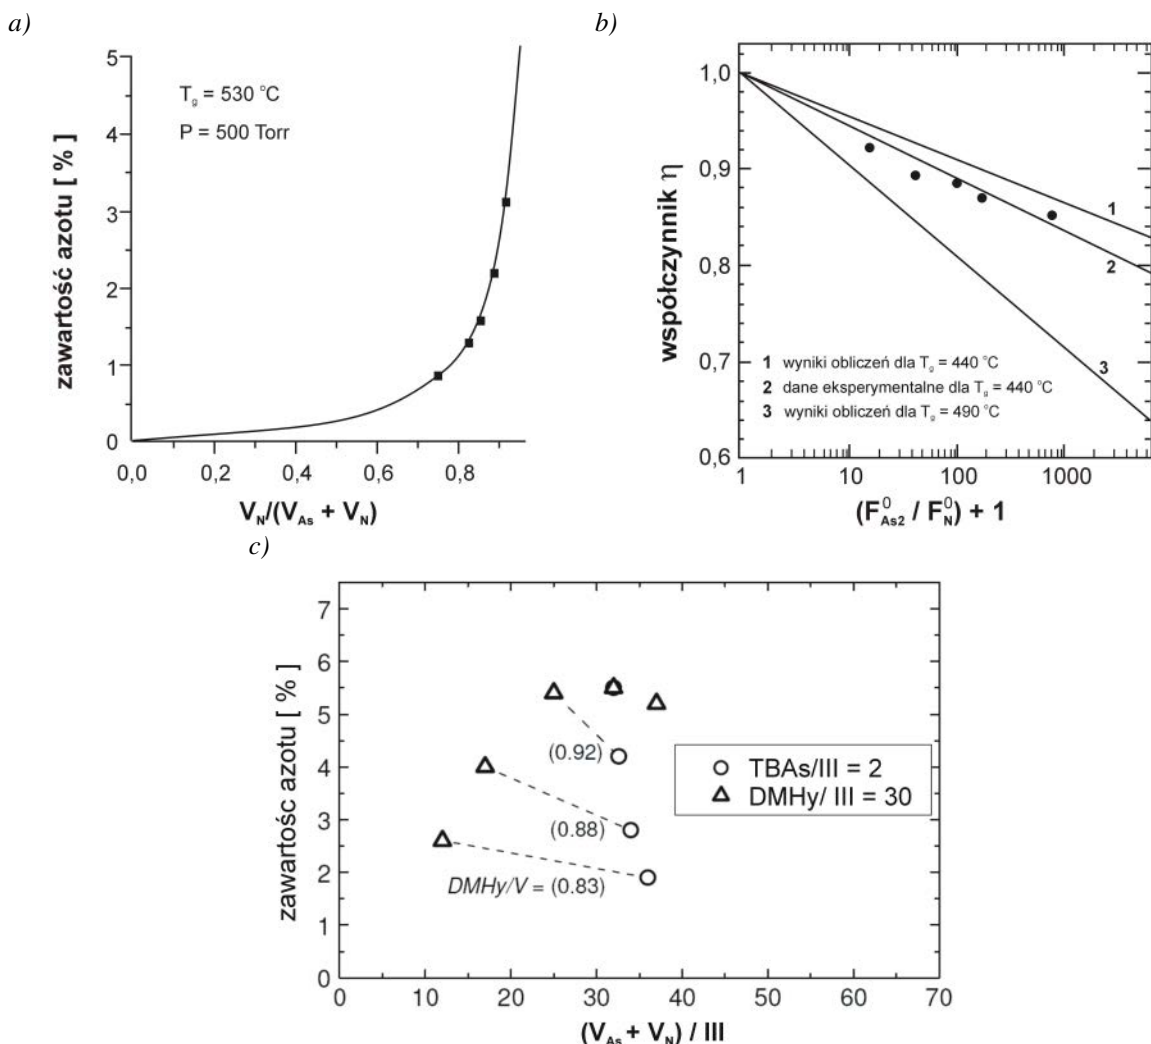 a)
5
4
3
2
1
0
zawartość azotu [ % ]
T_g = 530 °C
P = 500 Torr
0,0 0,2 0,4 0,6 0,8
V_N/(V_As + V_N)
b)
1,0
0,9
0,8
0,7
0,6
współczynnik η
1
2
3
1 wyniki obliczeń dla T_g = 440 °C
2 dane eksperymentalne dla T_g = 440°C
3 wyniki obliczeń dla T_g = 490 °C
1 10 100 1000
(F⁰_As2 / F⁰_N) + 1
c)
7
6
5
4
3
2
1
0
zawartość azotu [ % ]
(0.92)
(0.88)
DMHy/V = (0.83)
TBAs/III = 2
DMHy/ III = 30
0 10 20 30 40 50 60 70
(V_As + V_N) / III